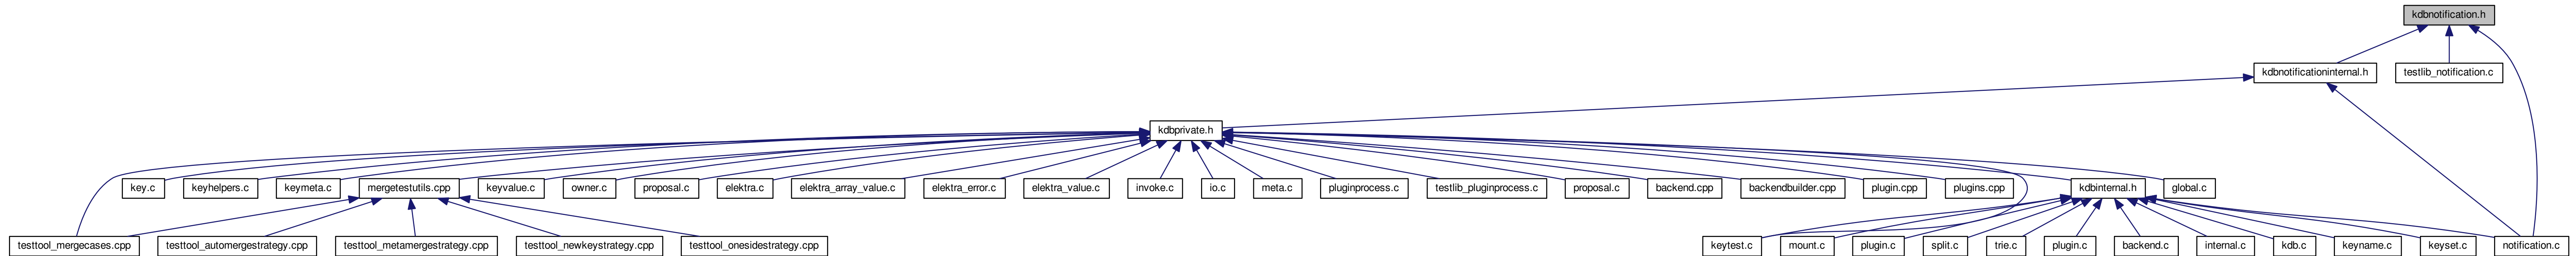 kdbnotification.h
kdbnotificationinternal.h
testlib_notification.c
kdbprivate.h
key.c
keyhelpers.c
keymeta.c
mergetestutils.cpp
keyvalue.c
owner.c
proposal.c
elektra.c
elektra_array_value.c
elektra_error.c
elektra_value.c
invoke.c
io.c
meta.c
pluginprocess.c
testlib_pluginprocess.c
proposal.c
backend.cpp
backendbuilder.cpp
plugin.cpp
plugins.cpp
kdbinternal.h
global.c
testtool_mergecases.cpp
testtool_automergestrategy.cpp
testtool_metamergestrategy.cpp
testtool_newkeystrategy.cpp
testtool_onesidestrategy.cpp
keytest.c
mount.c
plugin.c
split.c
trie.c
plugin.c
backend.c
internal.c
kdb.c
keyname.c
keyset.c
notification.c